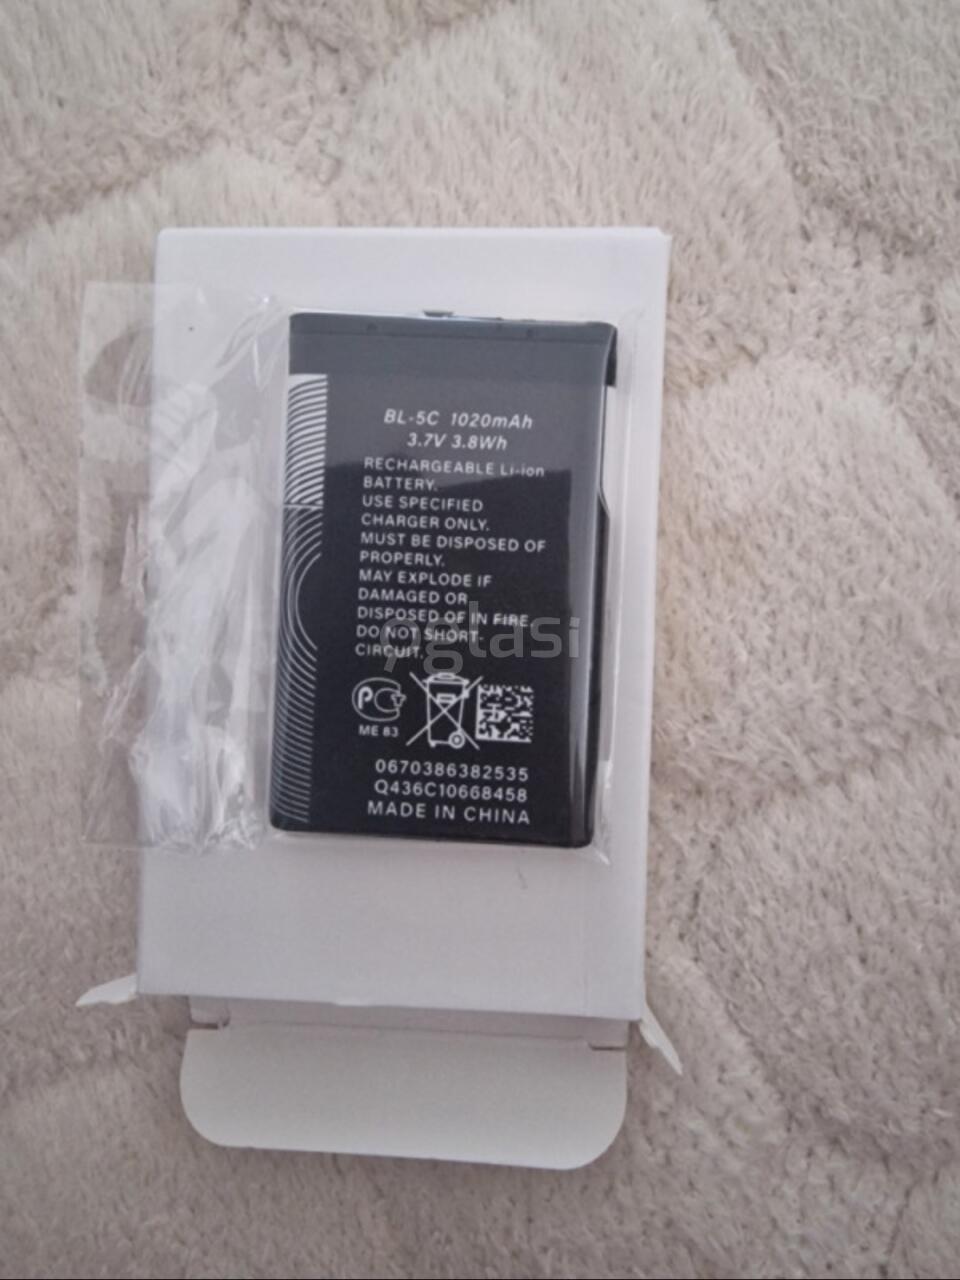 BL-5C 1020mAh
3.7V 3.8Wh
RECHARGEABLE Li-ion
BATTERY.
USE SPECIFIED
CHARGER ONLY.
MUST BE DISPOSED OF
PROPERLY.
MAY EXPLODE IF
DAMAGED OR
DISPOSED OF IN FIRE.
DO NOT SHORT-
CIRCUIT.
oglasi
РСТ
ME 83
0670386382535
Q436C10668458
MADE IN CHINA